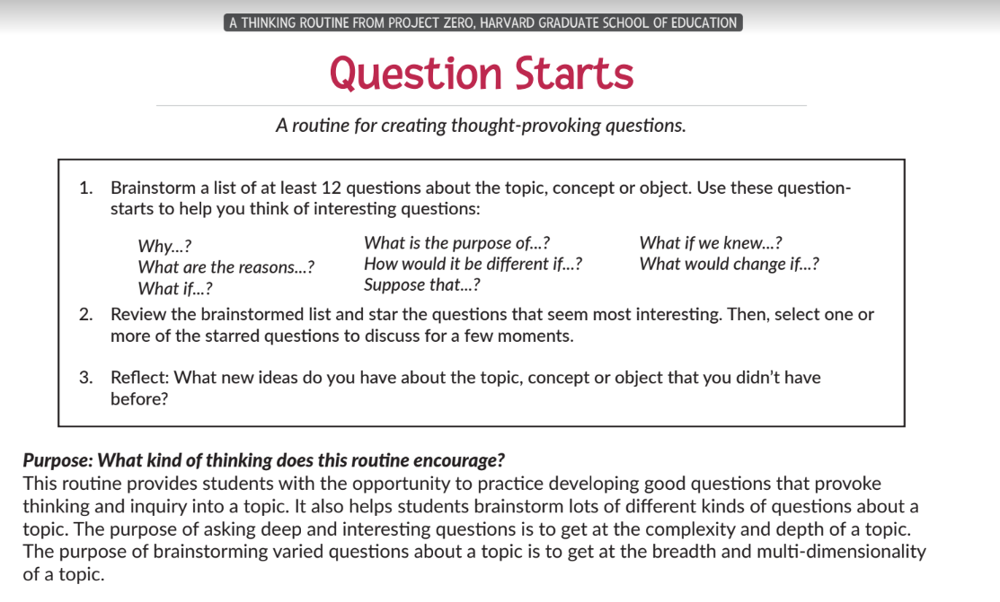 A THINKING ROUTINE FROM PROJECT ZERO, HARVARD GRADUATE SCHOOL OF EDUCATION
Question Starts
A routine for creating thought-provoking questions.
1. Brainstorm a list of at least 12 questions about the topic, concept or object. Use these question-
starts to help you think of interesting questions:
Why...?
What are the reasons...?
What if...?
What is the purpose of...?
How would it be different if...?
Suppose that...?
What if we knew...?
What would change if...?
2. Review the brainstormed list and star the questions that seem most interesting. Then, select one or
more of the starred questions to discuss for a few moments.
3. Reflect: What new ideas do you have about the topic, concept or object that you didn't have
before?
Purpose: What kind of thinking does this routine encourage?
This routine provides students with the opportunity to practice developing good questions that provoke
thinking and inquiry into a topic. It also helps students brainstorm lots of different kinds of questions about a
topic. The purpose of asking deep and interesting questions is to get at the complexity and depth of a topic.
The purpose of brainstorming varied questions about a topic is to get at the breadth and multi-dimensionality
of a topic.